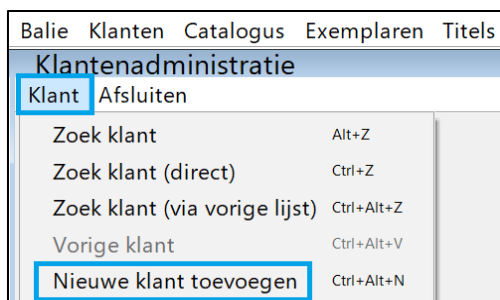 Balie Klanten Catalogus Exemplaren Titels
Klantenadministratie
Klant Afsluiten
Zoek klant Alt+Z
Zoek klant (direct) Ctrl+Z
Zoek klant (via vorige lijst) Ctrl+Alt+Z
Vorige klant Ctrl+Alt+V
Nieuwe klant toevoegen Ctrl+Alt+N